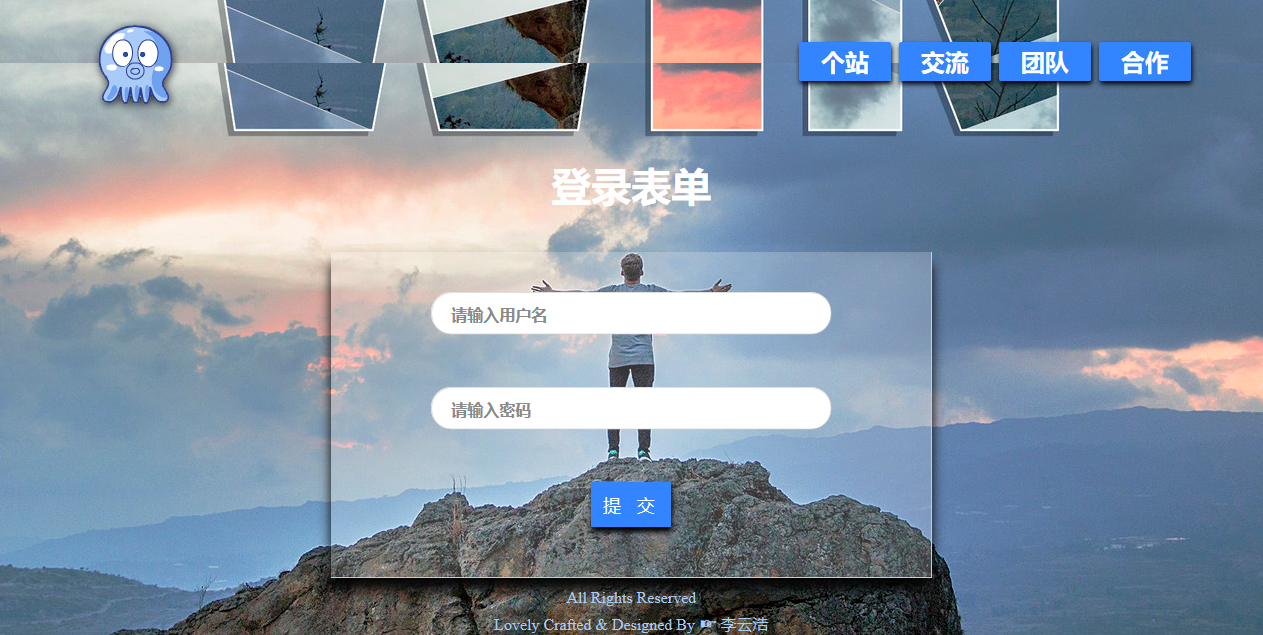 个站 交流 团队 合作
登录表单
请输入用户名
请输入密码
提 交
All Rights Reserved
Lovely Crafted & Designed By ☞ 李云浩